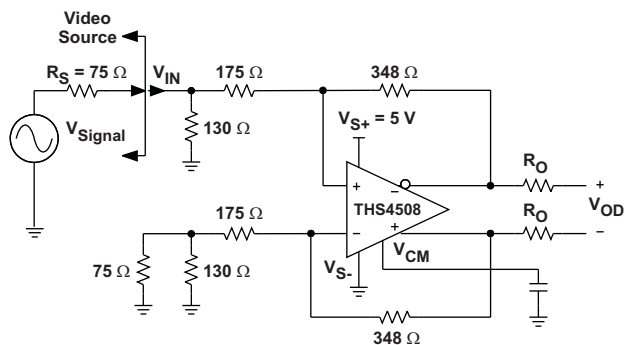 Video
Source
R_S = 75 Ω
V_IN
175 Ω
348 Ω
V_Signal
130 Ω
V_S+ = 5 V
+
−
THS4508
−
+
R_O
+
V_OD
R_O
−
175 Ω
75 Ω
130 Ω
V_S-
V_CM
348 Ω